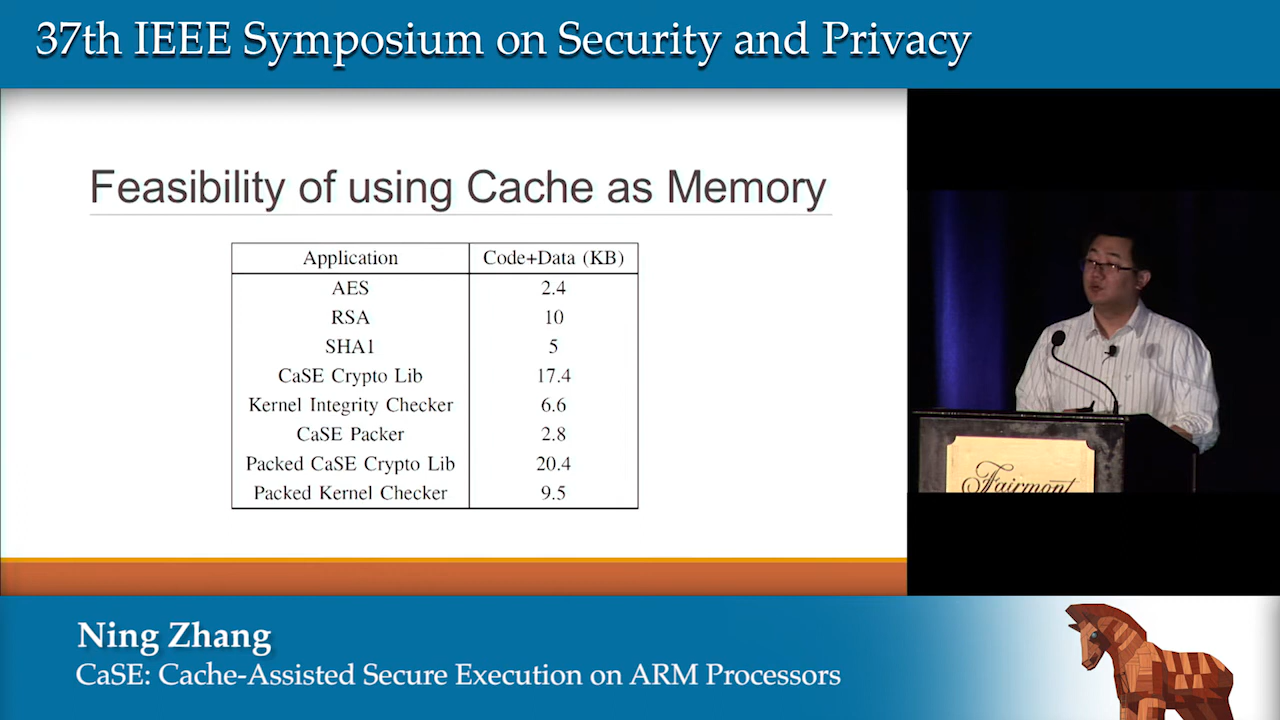 37th IEEE Symposium on Security and Privacy
Feasibility of using Cache as Memory
Application Code+Data (KB)
AES 2.4
RSA 10
SHA1 5
CaSE Crypto Lib 17.4
Kernel Integrity Checker 6.6
CaSE Packer 2.8
Packed CaSE Crypto Lib 20.4
Packed Kernel Checker 9.5
Fairmont
Ning Zhang
CaSE: Cache-Assisted Secure Execution on ARM Processors